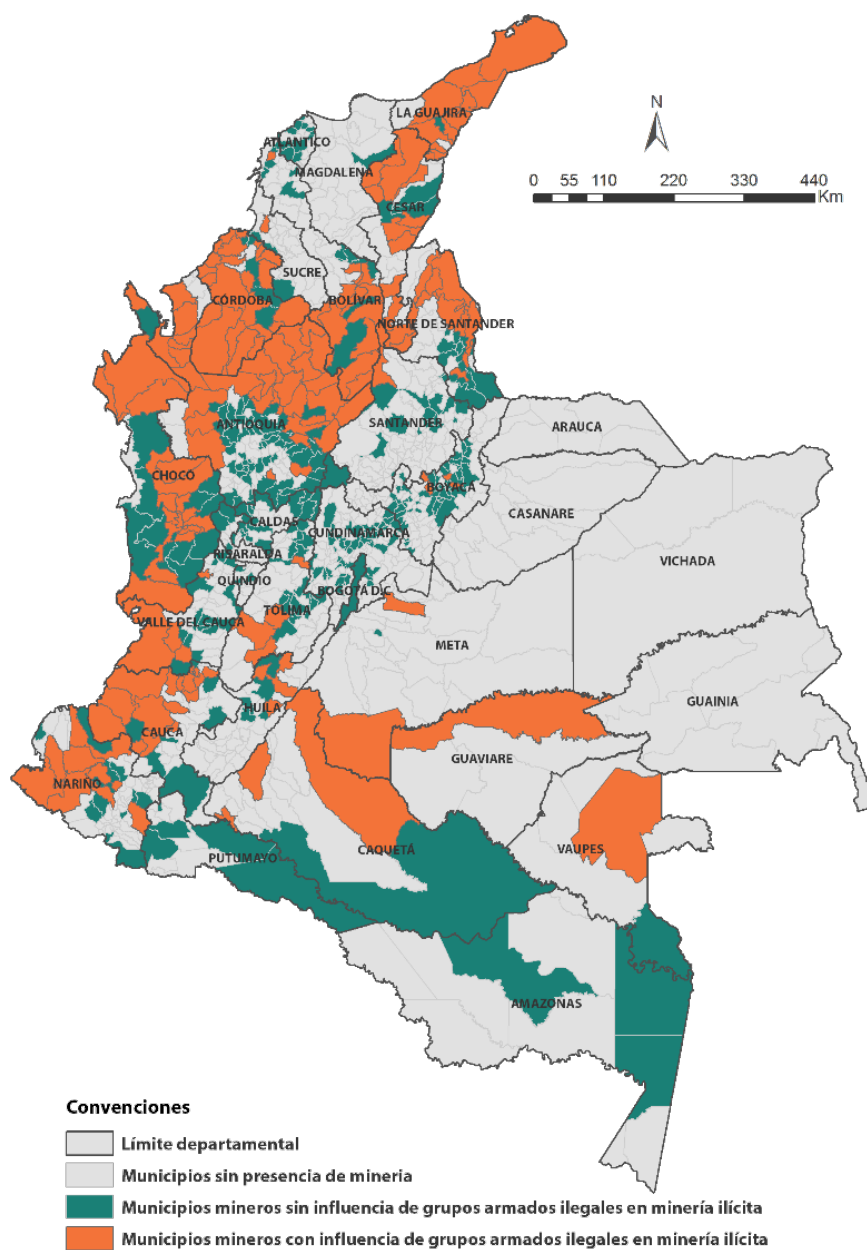 N
LA GUAJIRA
ATLANTICO
MAGDALENA
0 55 110 220 330 440
Km
CESAR
SUCRE
CÓRDOBA
BOLÍVAR
NORTE DE SANTANDER
ANTIOQUIA
SANTANDER
ARAUCA
CHOCO
BOYACA
CASANARE
CALDAS
CUNDINAMARCA
VICHADA
RISARALDA
QUINDIO
BOGOTÁ D.C
TOLIMA
VALLE DEL CAUCA
META
GUAINIA
HUILA
CAUCA
GUAVIARE
NARIÑO
VAUPES
CAQUETÁ
PUTUMAYO
AMAZONAS
Convenciones
Límite departamental
Municipios sin presencia de mineria
Municipios mineros sin influencia de grupos armados ilegales en minería ilícita
Municipios mineros con influencia de grupos armados ilegales en minería ilícita